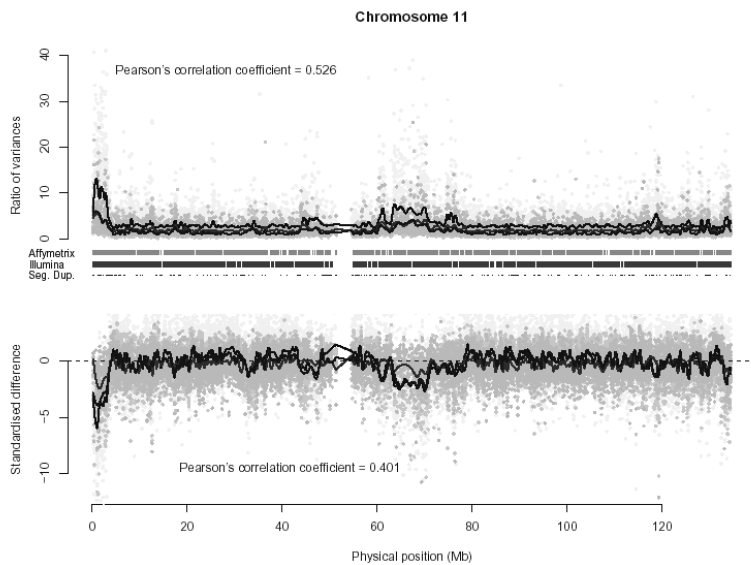 Chromosome 11
Pearson's correlation coefficient = 0.526
Ratio of variances
40
30
20
10
0
Affymetrix
Illumina
Seg. Dup.
Standardised difference
0
−5
−10
Pearson's correlation coefficient = 0.401
0 20 40 60 80 100 120
Physical position (Mb)